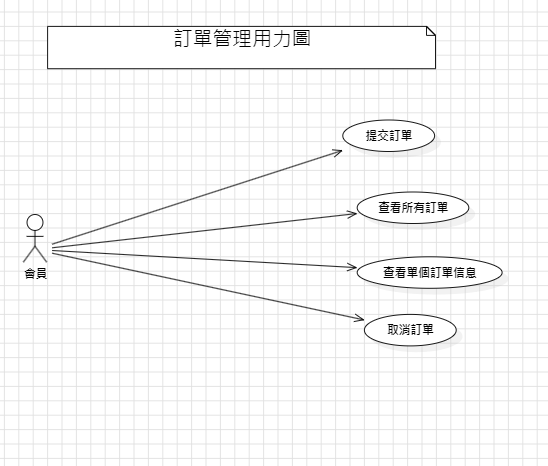 訂單管理用力圖
提交訂單
查看所有訂單
查看單個訂單信息
會員
取消訂單